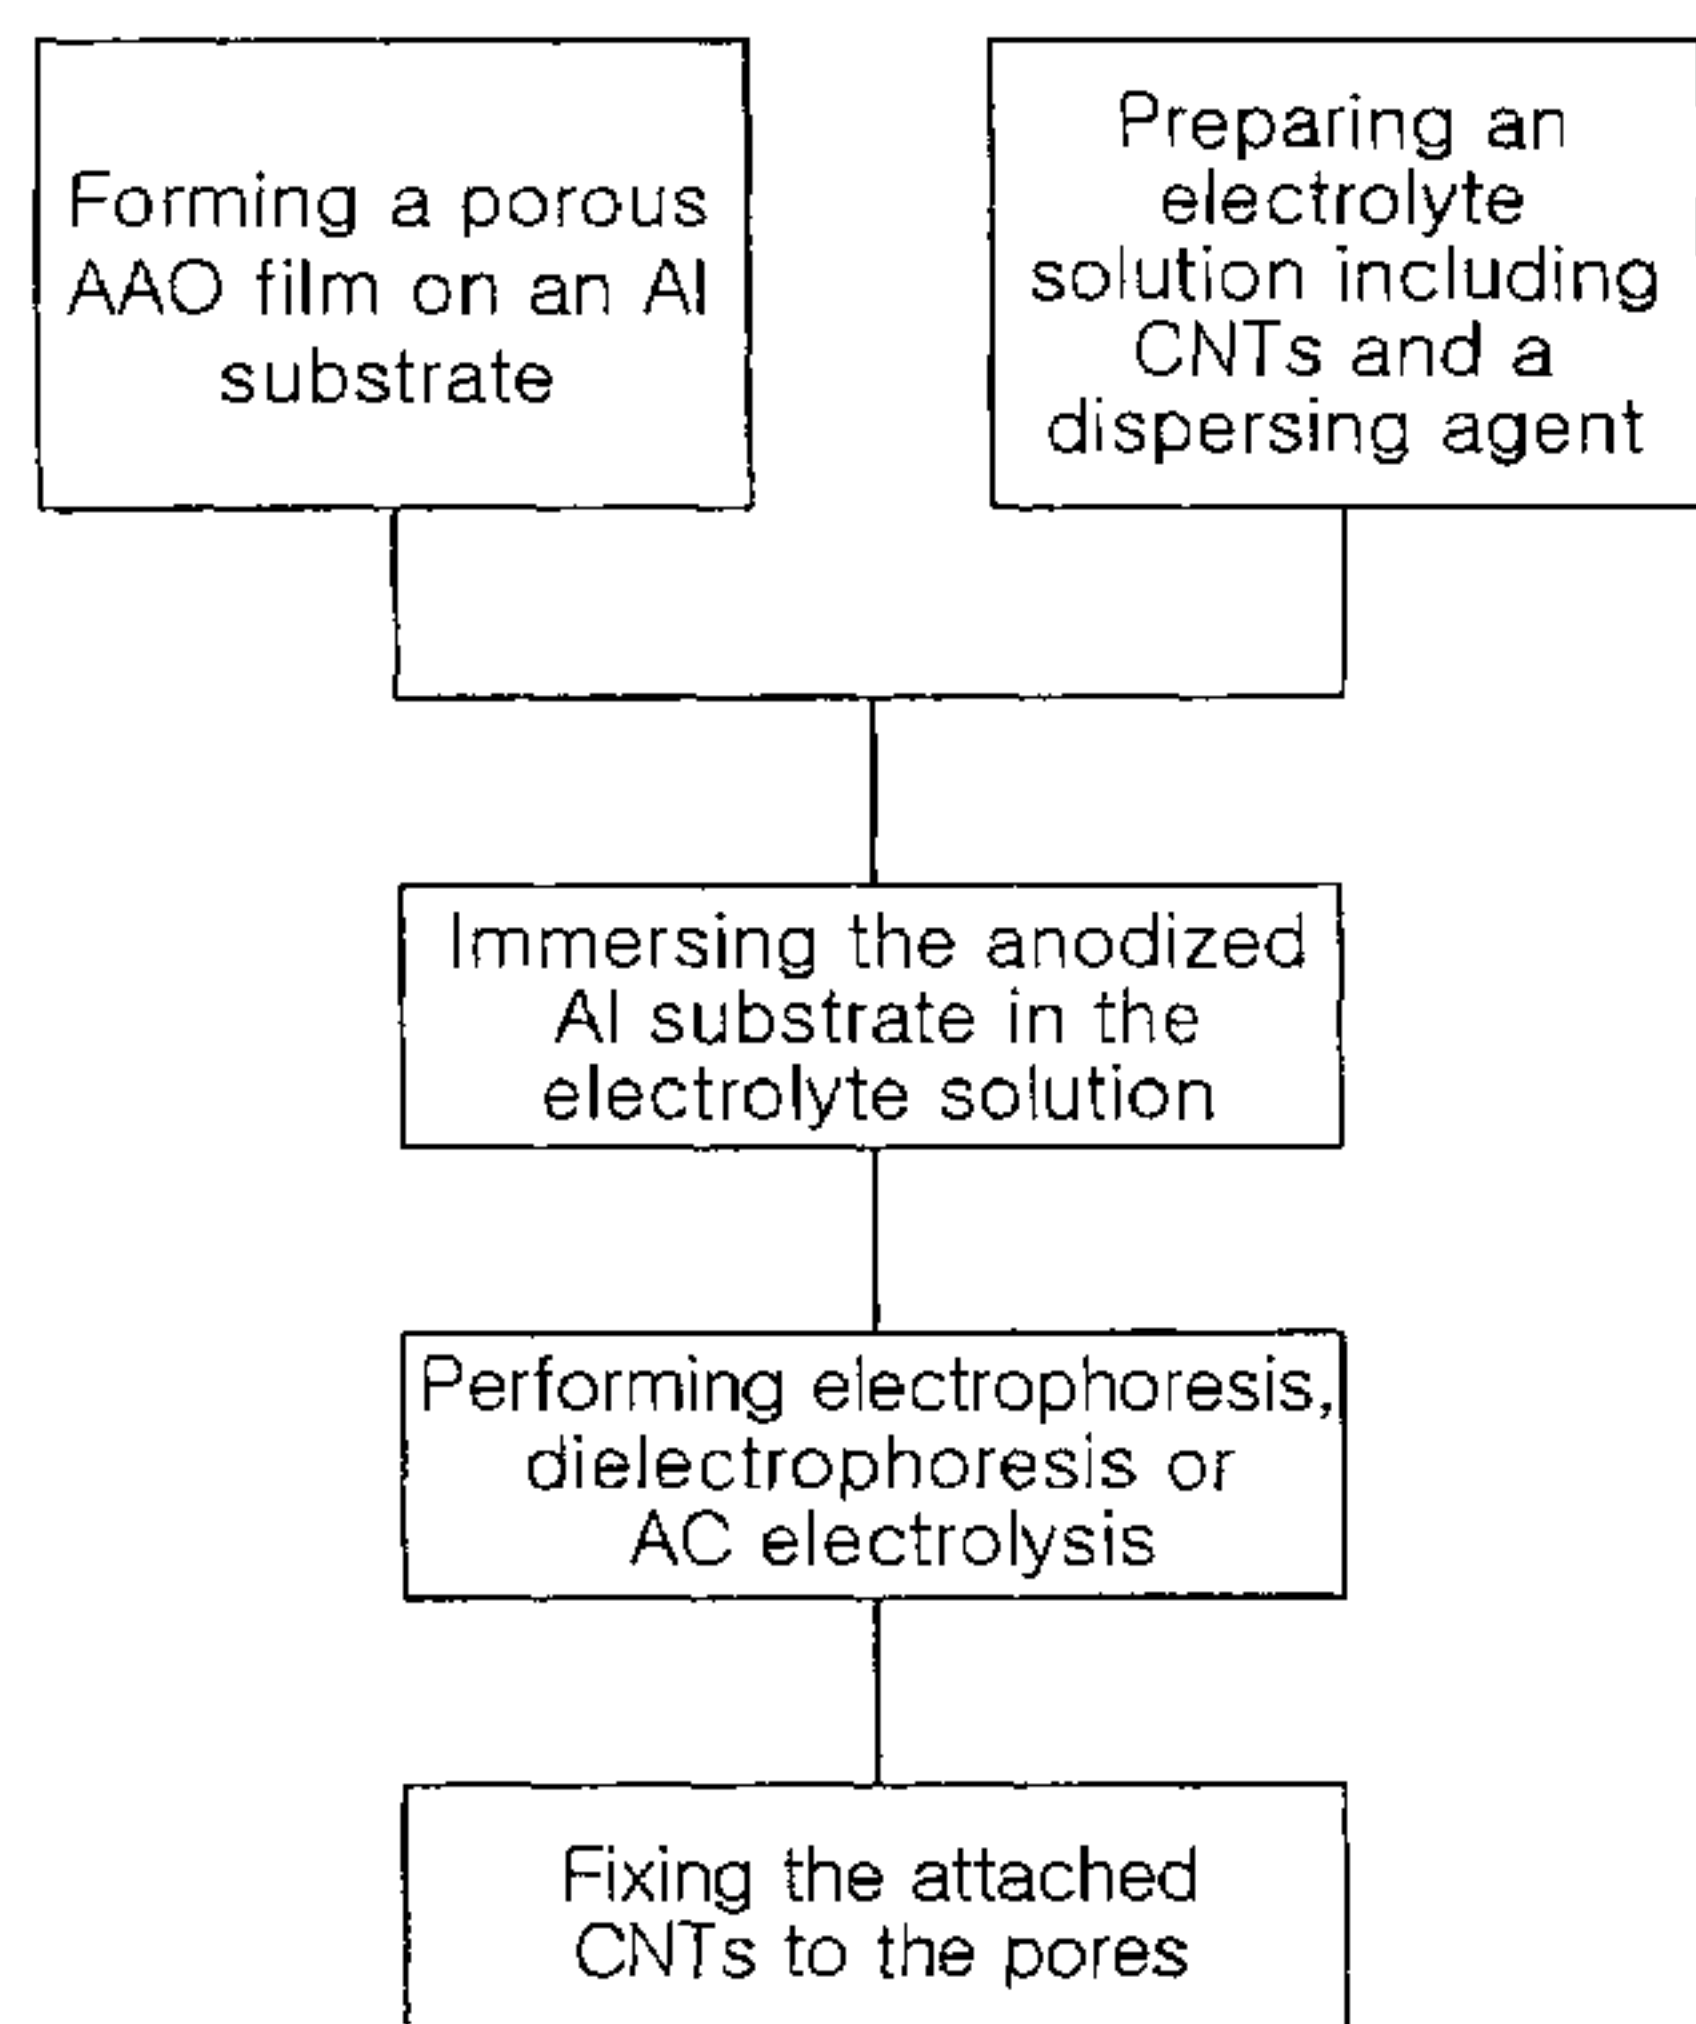 Forming a porous
AAO film on an Al
substrate
Preparing an
electrolyte
solution including
CNTs and a
dispersing agent
Immersing the anodized
Al substrate in the
electrolyte solution
Performing electrophoresis,
dielectrophoresis or
AC electrolysis
Fixing the attached
CNTs to the pores